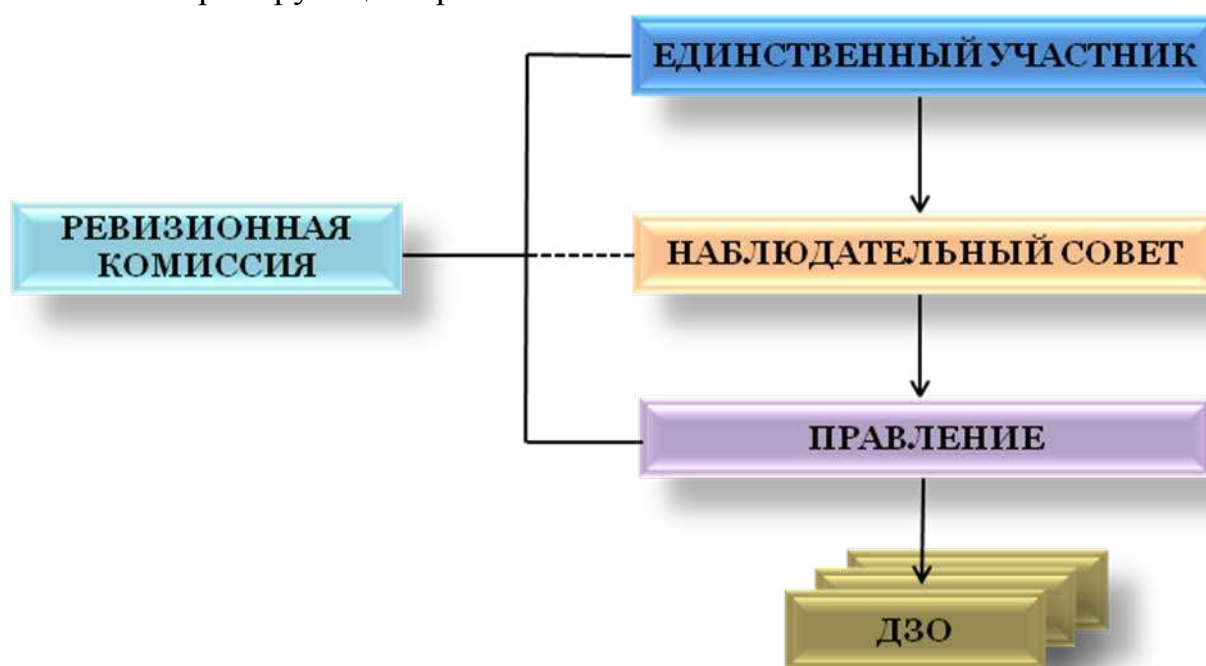 ЕДИНСТВЕННЫЙ УЧАСТНИК
РЕВИЗИОННАЯ
КОМИССИЯ
НАБЛЮДАТЕЛЬНЫЙ СОВЕТ
ПРАВЛЕНИЕ
ДЗО